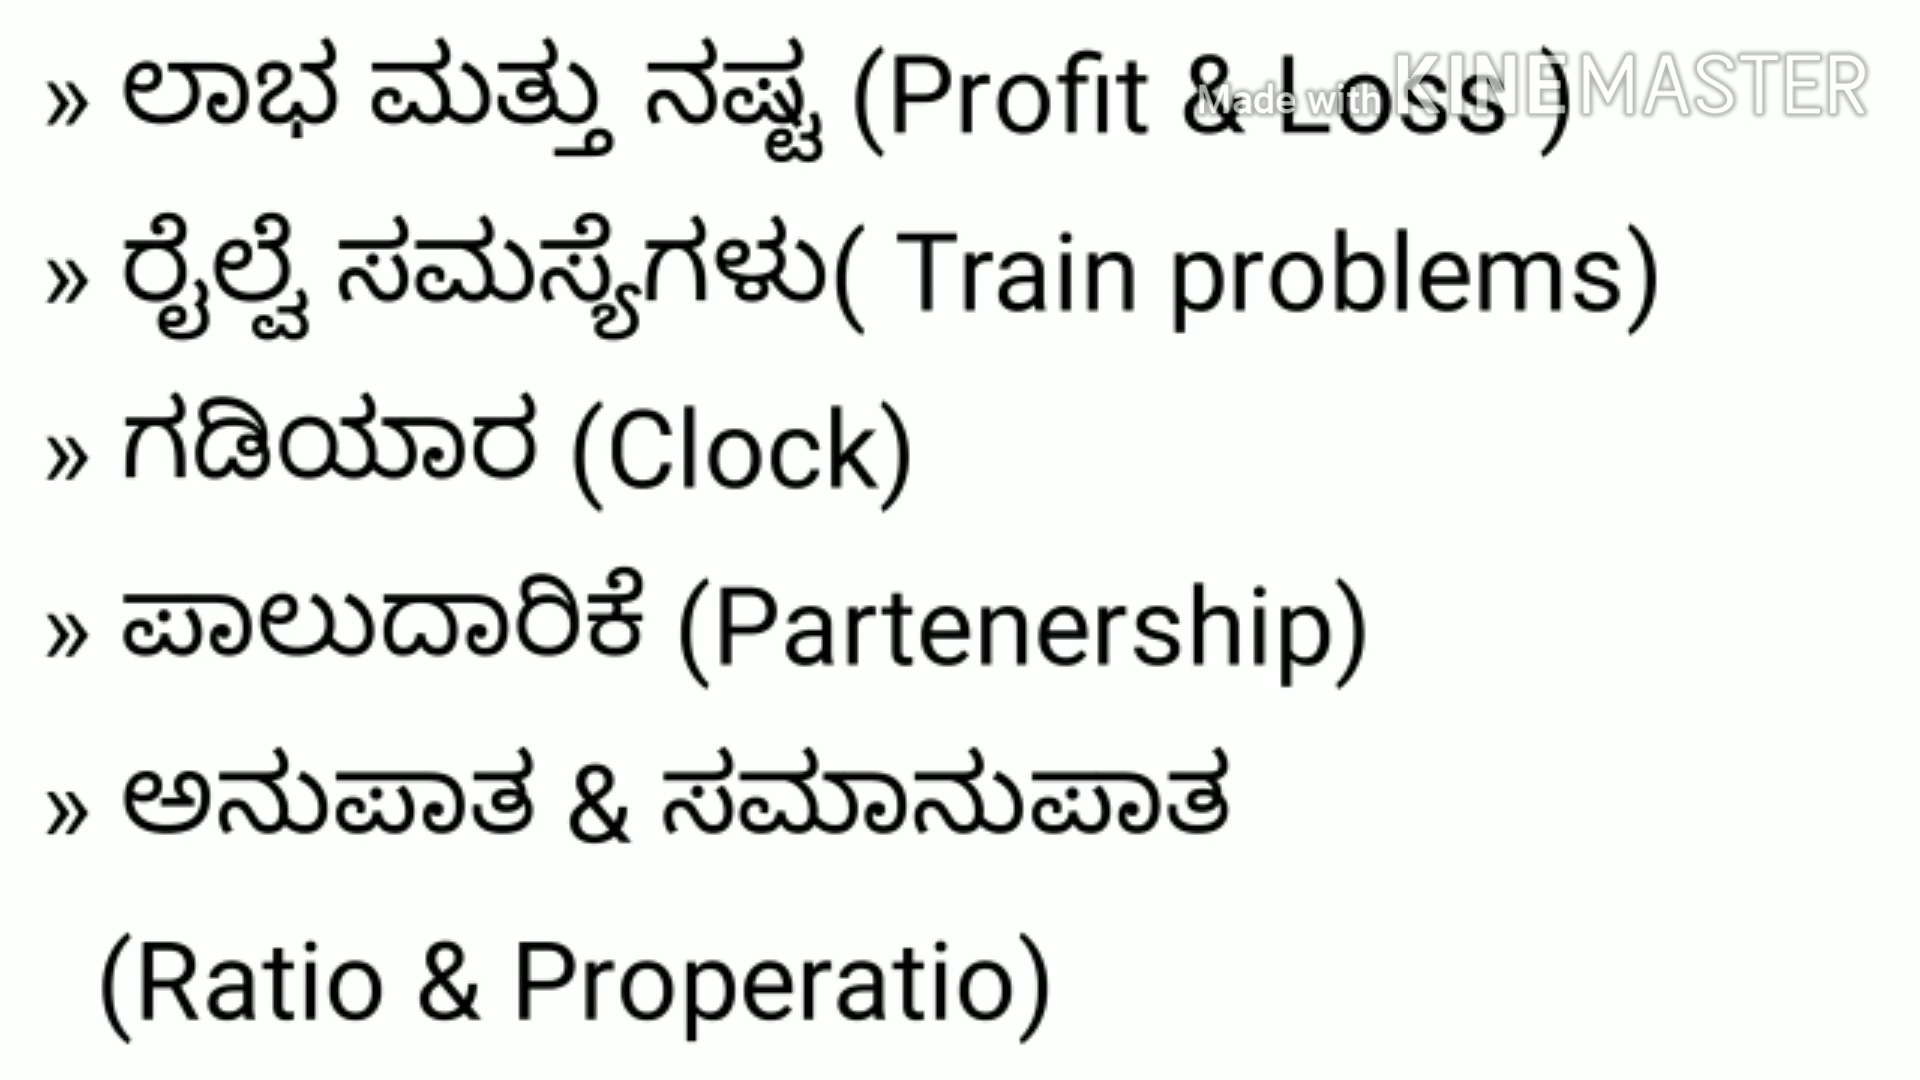 » ಲಾಭ ಮತ್ತು ನಷ್ಟ (Profit & Loss )
Made with KINEMASTER
» ರೈಲ್ವೆ ಸಮಸ್ಯೆಗಳು( Train problems)
» ಗಡಿಯಾರ (Clock)
» ಪಾಲುದಾರಿಕೆ (Partenership)
» ಅನುಪಾತ & ಸಮಾನುಪಾತ
(Ratio & Properatio)